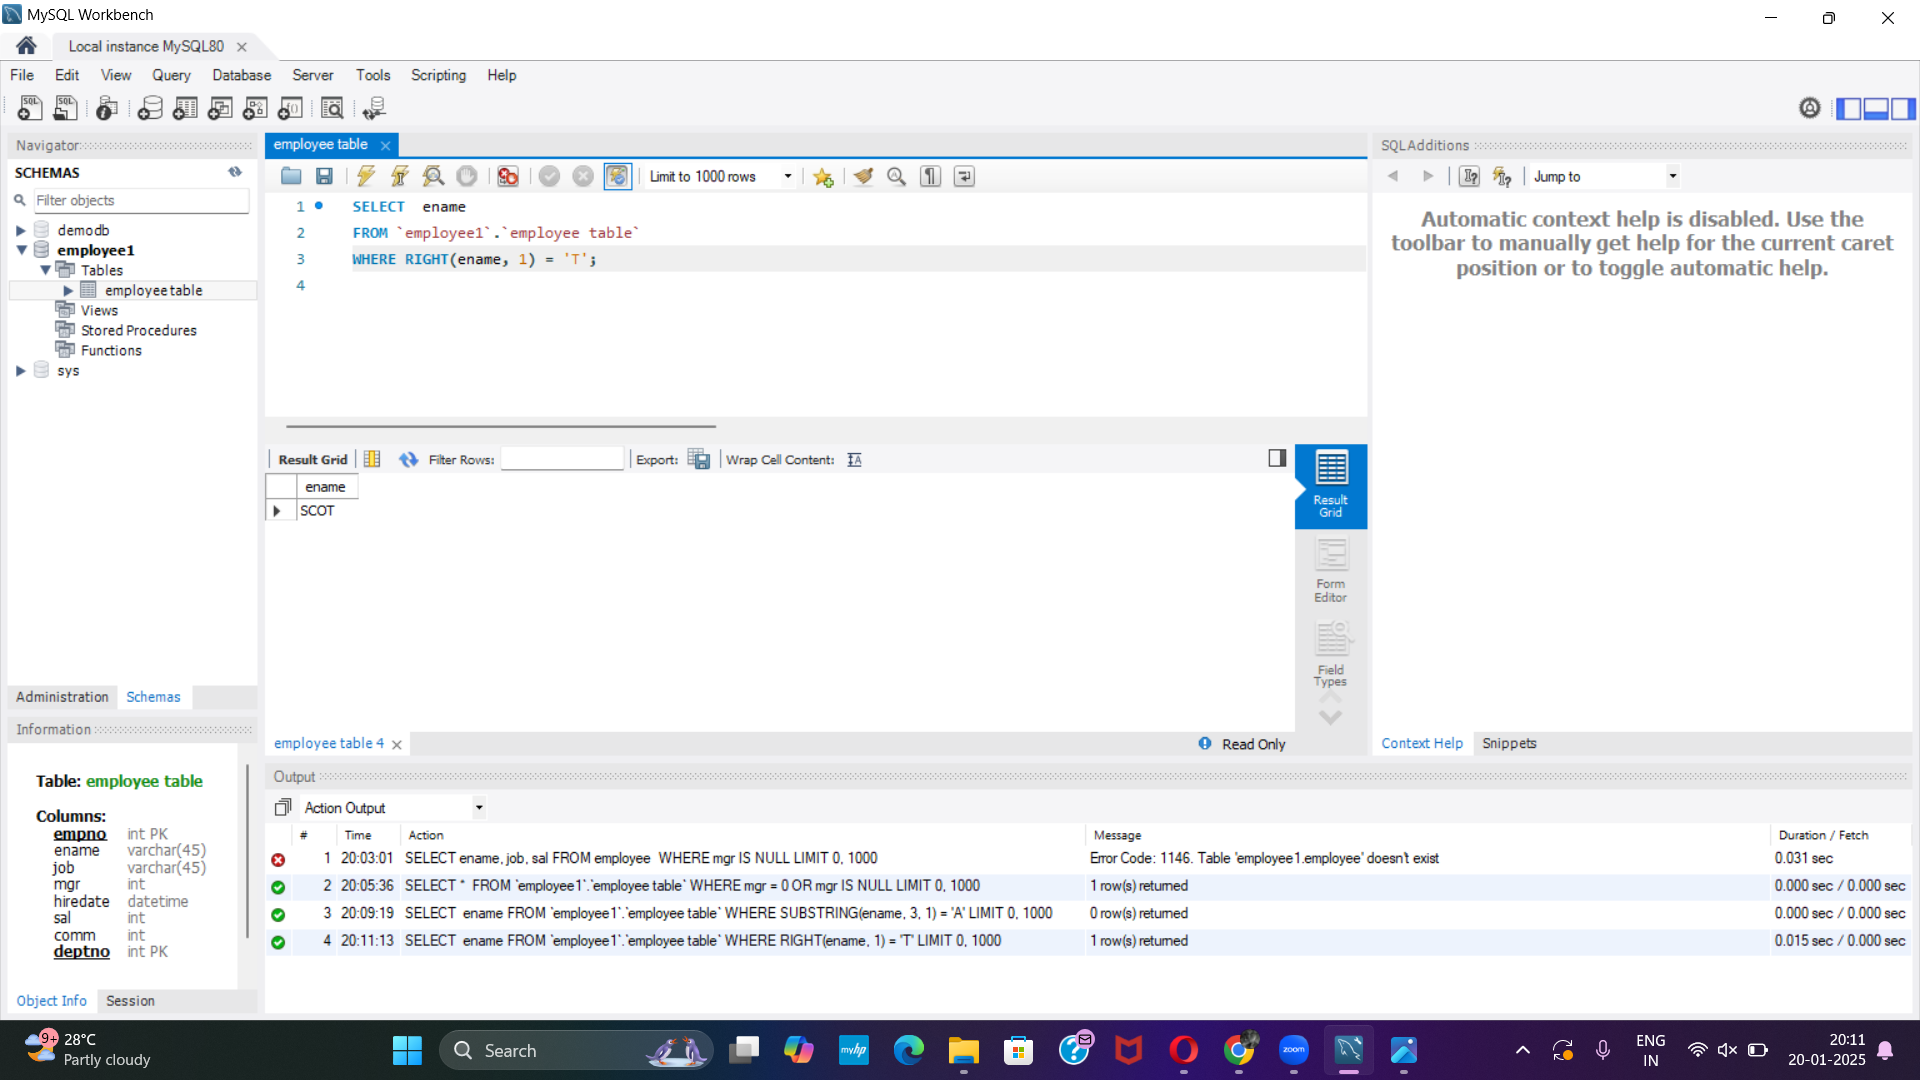 MySQL Workbench
Local instance MySQL80
File Edit View Query Database Server Tools Scripting Help
Navigator
SCHEMAS
Filter objects
demodb
employee1
Tables
employee table
Views
Stored Procedures
Functions
sys
Administration Schemas
Information
Table: employee table
Columns:
empno int PK
ename varchar(45)
job varchar(45)
mgr int
hiredate datetime
sal int
comm int
deptno int PK
Object Info Session
employee table
Limit to 1000 rows
1 SELECT  ename
2 FROM `employee1`.`employee table`
3 WHERE RIGHT(ename, 1) = 'T';
4
Result Grid Filter Rows: Export: Wrap Cell Content:
ename
SCOT
Result
Grid
Form
Editor
Field
Types
employee table 4 Read Only
SQLAdditions
Jump to
Automatic context help is disabled. Use the
toolbar to manually get help for the current caret
position or to toggle automatic help.
Context Help Snippets
Output
Action Output
# Time Action Message Duration / Fetch
1 20:03:01 SELECT ename, job, sal FROM employee  WHERE mgr IS NULL LIMIT 0, 1000 Error Code: 1146. Table 'employee1.employee' doesn't exist 0.031 sec
2 20:05:36 SELECT *  FROM `employee1`.`employee table` WHERE mgr = 0 OR mgr IS NULL LIMIT 0, 1000 1 row(s) returned 0.000 sec / 0.000 sec
3 20:09:19 SELECT  ename FROM `employee1`.`employee table` WHERE SUBSTRING(ename, 3, 1) = 'A' LIMIT 0, 1000 0 row(s) returned 0.000 sec / 0.000 sec
4 20:11:13 SELECT  ename FROM `employee1`.`employee table` WHERE RIGHT(ename, 1) = 'T' LIMIT 0, 1000 1 row(s) returned 0.015 sec / 0.000 sec
9+
28°C
Partly cloudy
Search
myhp
zoom
ENG
IN
20:11
20-01-2025